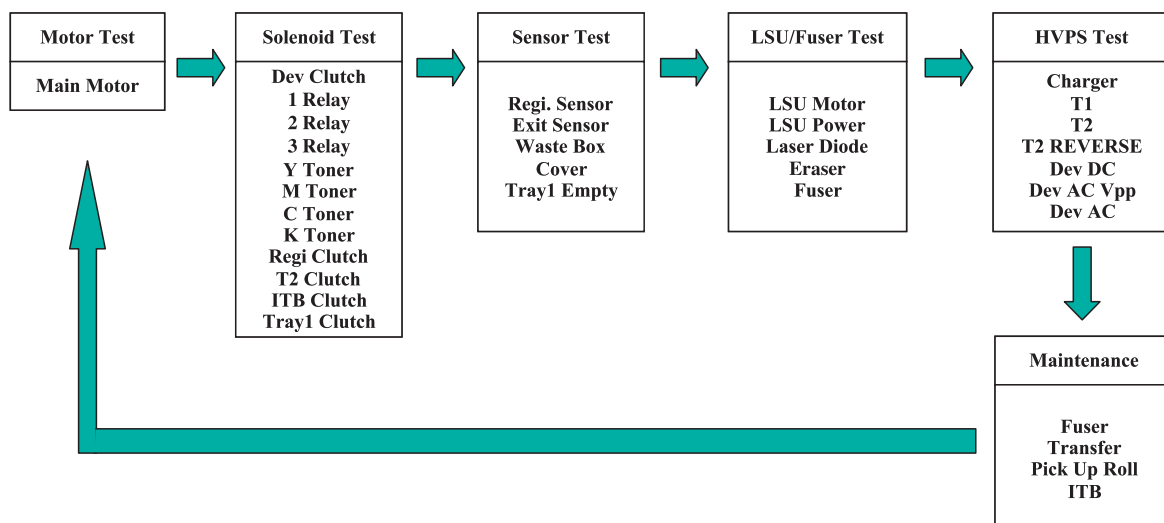 Motor Test
Main Motor
Solenoid Test
Dev Clutch
1 Relay
2 Relay
3 Relay
Y Toner
M Toner
C Toner
K Toner
Regi Clutch
T2 Clutch
ITB Clutch
Tray1 Clutch
Sensor Test
Regi. Sensor
Exit Sensor
Waste Box
Cover
Tray1 Empty
LSU/Fuser Test
LSU Motor
LSU Power
Laser Diode
Eraser
Fuser
HVPS Test
Charger
T1
T2
T2 REVERSE
Dev DC
Dev AC Vpp
Dev AC
Maintenance
Fuser
Transfer
Pick Up Roll
ITB